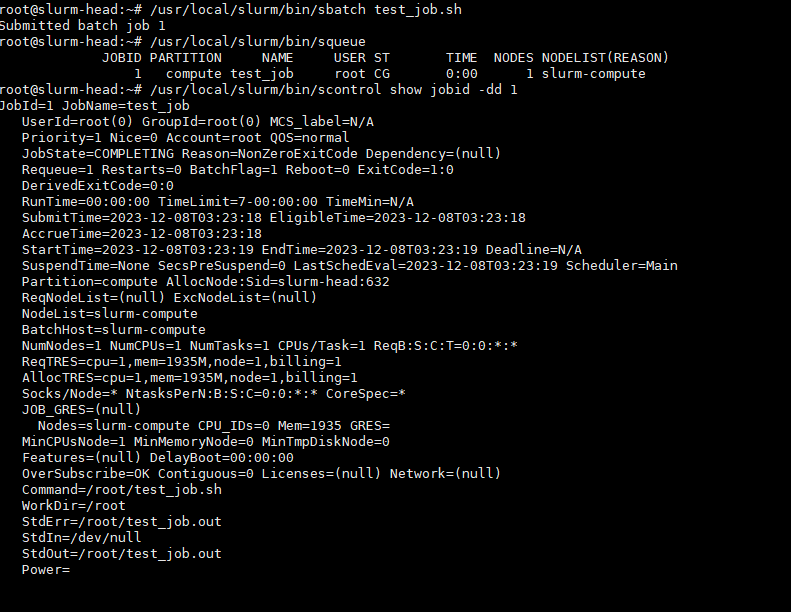 root@slurm-head:~# /usr/local/slurm/bin/sbatch test_job.sh
Submitted batch job 1
root@slurm-head:~# /usr/local/slurm/bin/squeue
             JOBID PARTITION     NAME     USER ST       TIME  NODES NODELIST(REASON)
                 1   compute test_job     root CG       0:00      1 slurm-compute
root@slurm-head:~# /usr/local/slurm/bin/scontrol show jobid -dd 1
JobId=1 JobName=test_job
   UserId=root(0) GroupId=root(0) MCS_label=N/A
   Priority=1 Nice=0 Account=root QOS=normal
   JobState=COMPLETING Reason=NonZeroExitCode Dependency=(null)
   Requeue=1 Restarts=0 BatchFlag=1 Reboot=0 ExitCode=1:0
   DerivedExitCode=0:0
   RunTime=00:00:00 TimeLimit=7-00:00:00 TimeMin=N/A
   SubmitTime=2023-12-08T03:23:18 EligibleTime=2023-12-08T03:23:18
   AccrueTime=2023-12-08T03:23:18
   StartTime=2023-12-08T03:23:19 EndTime=2023-12-08T03:23:19 Deadline=N/A
   SuspendTime=None SecsPreSuspend=0 LastSchedEval=2023-12-08T03:23:19 Scheduler=Main
   Partition=compute AllocNode:Sid=slurm-head:632
   ReqNodeList=(null) ExcNodeList=(null)
   NodeList=slurm-compute
   BatchHost=slurm-compute
   NumNodes=1 NumCPUs=1 NumTasks=1 CPUs/Task=1 ReqB:S:C:T=0:0:*:*
   ReqTRES=cpu=1,mem=1935M,node=1,billing=1
   AllocTRES=cpu=1,mem=1935M,node=1,billing=1
   Socks/Node=* NtasksPerN:B:S:C=0:0:*:* CoreSpec=*
   JOB_GRES=(null)
     Nodes=slurm-compute CPU_IDs=0 Mem=1935 GRES=
   MinCPUsNode=1 MinMemoryNode=0 MinTmpDiskNode=0
   Features=(null) DelayBoot=00:00:00
   OverSubscribe=OK Contiguous=0 Licenses=(null) Network=(null)
   Command=/root/test_job.sh
   WorkDir=/root
   StdErr=/root/test_job.out
   StdIn=/dev/null
   StdOut=/root/test_job.out
   Power=